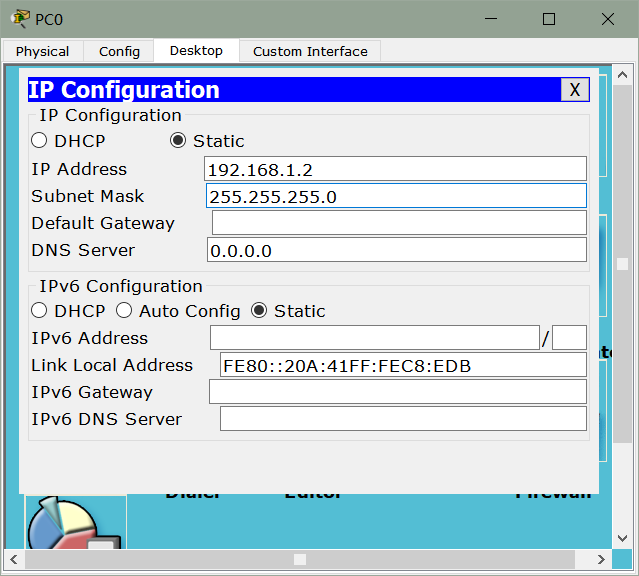 PC0
Physical Config Desktop Custom Interface
IP Configuration X
IP Configuration
DHCP Static
IP Address 192.168.1.2
Subnet Mask 255.255.255.0
Default Gateway
DNS Server 0.0.0.0
IPv6 Configuration
DHCP Auto Config Static
IPv6 Address /
Link Local Address FE80::20A:41FF:FEC8:EDB
IPv6 Gateway
IPv6 DNS Server
Dialer Editor Firewall